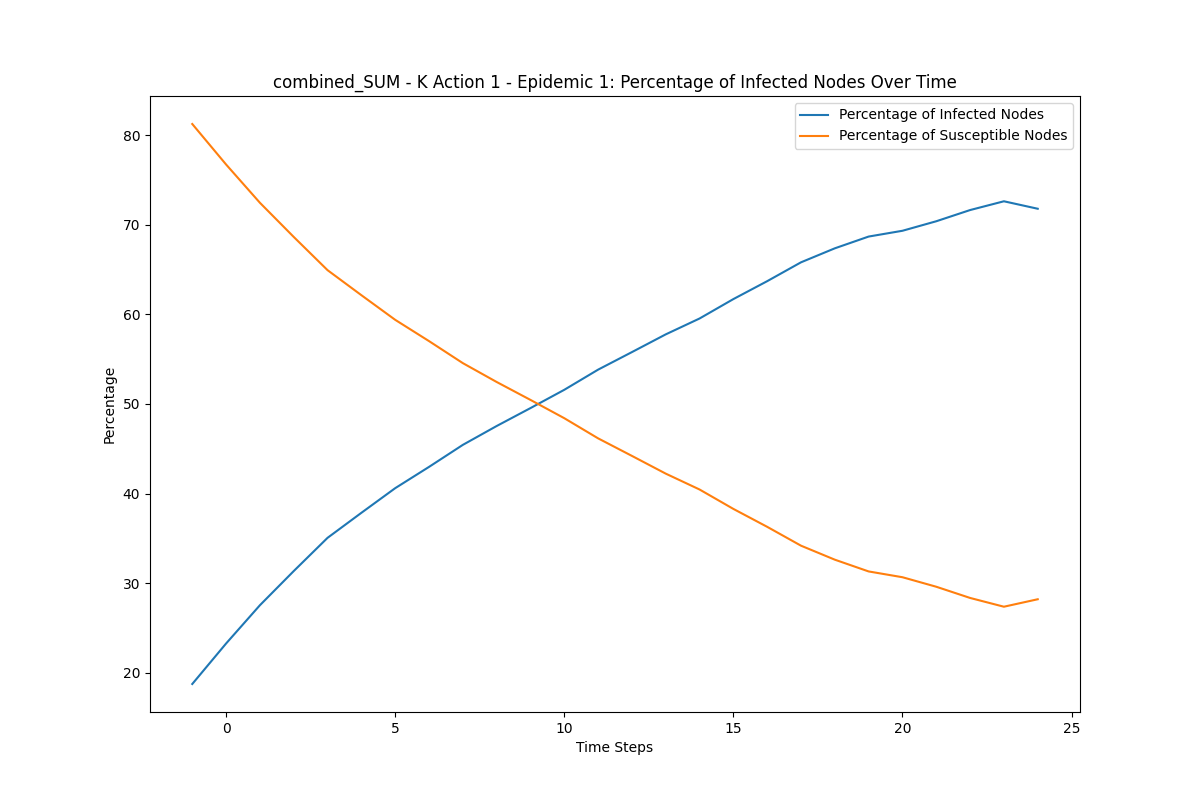 combined_SUM - K Action 1 - Epidemic 1: Percentage of Infected Nodes Over Time
Percentage of Infected Nodes
Percentage of Susceptible Nodes
80
70
60
50
40
30
20
Percentage
0 5 10 15 20 25
Time Steps